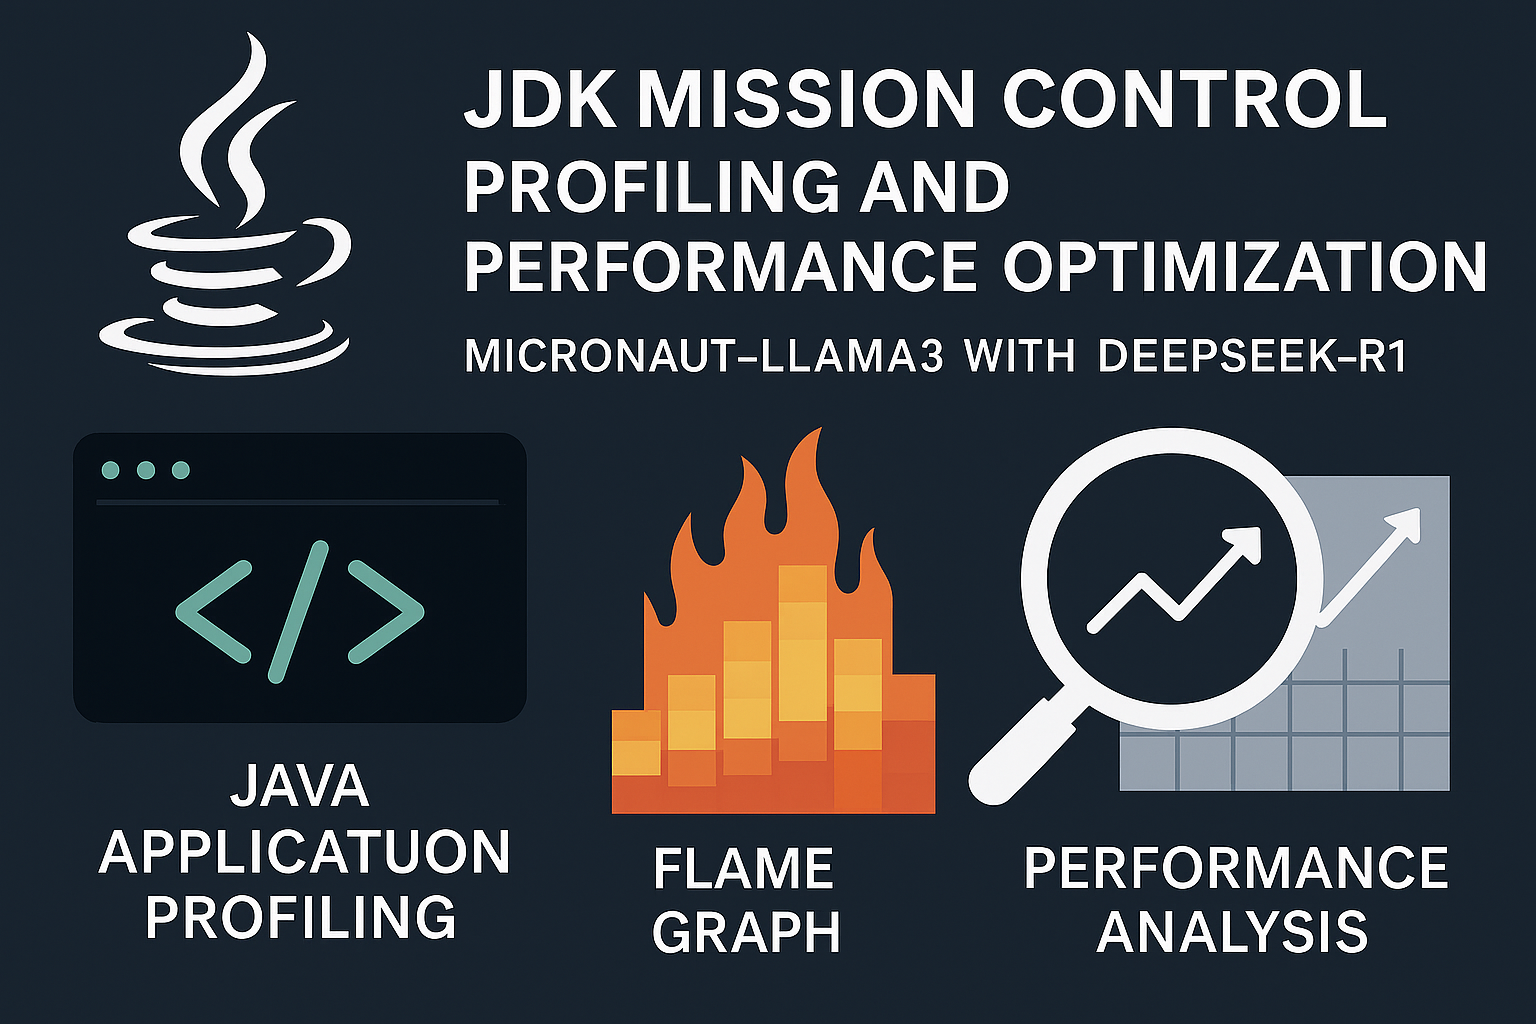 JDK MISSION CONTROL
PROFILING AND
PERFORMANCE OPTIMIZATION
MICRONAUT–LLAMA3 WITH DEEPSEEK–R1
</>
JAVA
APPLICATUON
PROFILING
FLAME
GRAPH
PERFORMANCE
ANALYSIS